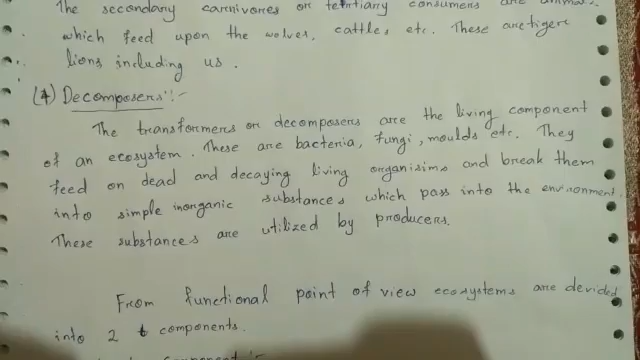 The secondary carnivores or tertiary consumers are animals
which feed upon the wolves, cattles etc. These are tiger
lions including us.
(4) Decomposers :-
The transformers or decomposers are the living component
of an ecosystem. These are bacteria, fungi, moulds etc. They
feed on dead and decaying living organisims and break them
into simple inorganic substances which pass into the environment.
These substances are utilized by producers.
From functional point of view ecosystems are devided
into 2 components.